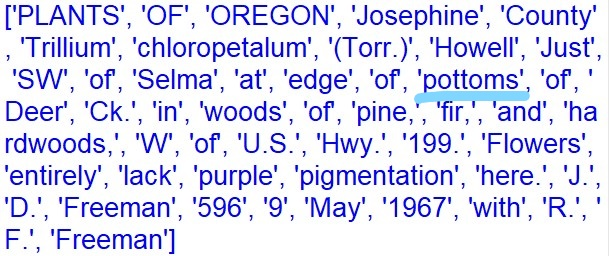 ['PLANTS', 'OF', 'OREGON', 'Josephine', 'County'
, 'Trillium', 'chloropetalum', '(Torr.)', 'Howell', 'Just',
'SW', 'of', 'Selma', 'at', 'edge', 'of', 'pottoms', 'of', '
Deer', 'Ck.', 'in', 'woods', 'of', 'pine,', 'fir,', 'and', 'ha
rdwoods,', 'W', 'of', 'U.S.', 'Hwy.', '199.', 'Flowers',
'entirely', 'lack', 'purple', 'pigmentation', 'here.', 'J.',
'D.', 'Freeman', '596', '9', 'May', '1967', 'with', 'R.', '
F.', 'Freeman']